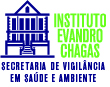 INSTITUTO
EVANDRO
CHAGAS
SECRETARIA DE VIGILÂNCIA
EM SAÚDE E AMBIENTE